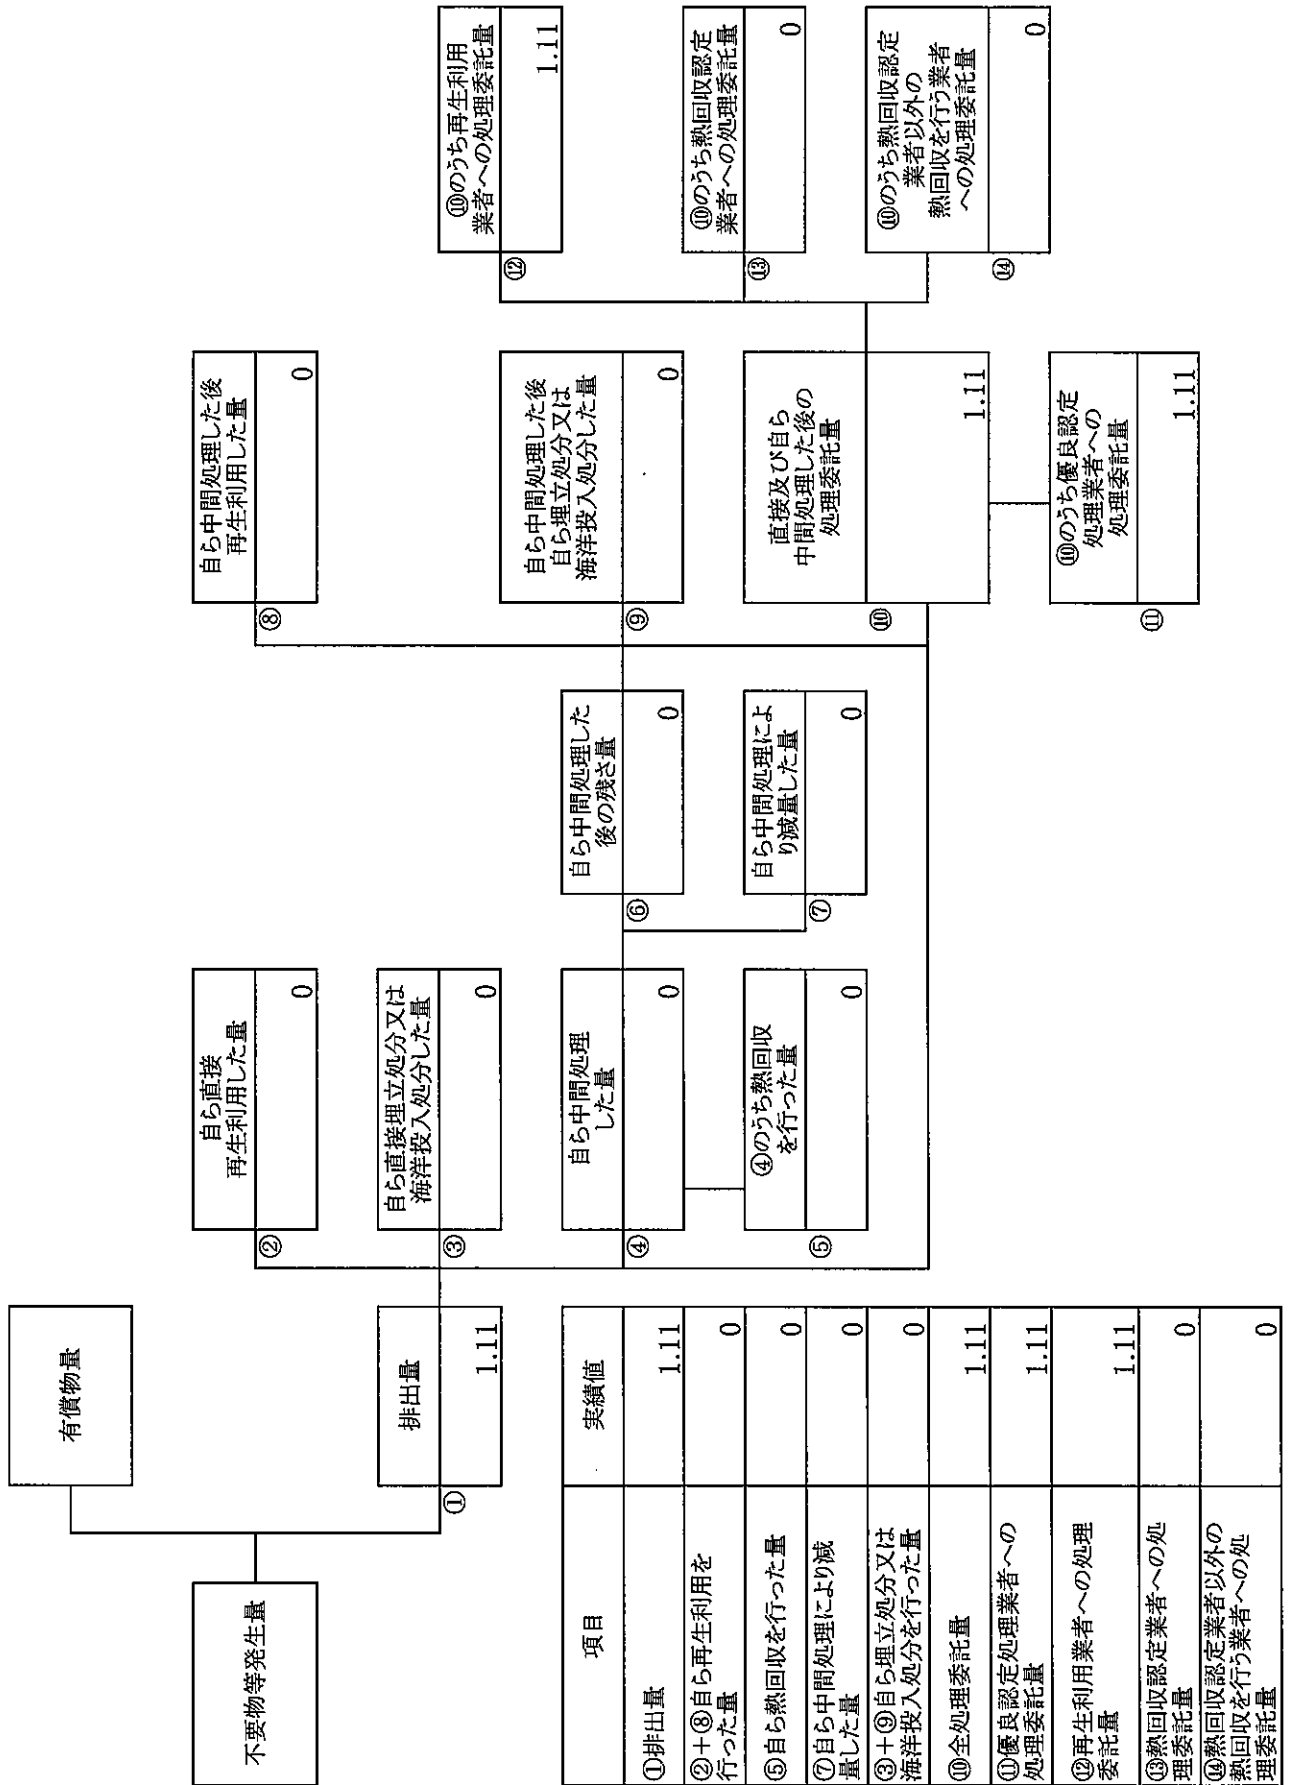 不要物等発生量
有償物量
①
排出量
1.11
②
自ら直接
再生利用した量
0
③
自ら直接埋立処分又は
海洋投入処分した量
0
④
自ら中間処理
した量
0
⑤
④のうち熱回収
を行った量
0
⑥
自ら中間処理した
後の残さ量
0
⑦
自ら中間処理によ
り減量した量
0
⑧
自ら中間処理した後
再生利用した量
0
⑨
自ら中間処理した後
自ら埋立処分又は
海洋投入処分した量
0
⑩
直接及び自ら
中間処理した後の
処理委託量
1.11
⑪
⑩のうち優良認定
処理業者への
処理委託量
1.11
⑫
⑩のうち再生利用
業者への処理委託量
1.11
⑬
⑩のうち熱回収認定
業者への処理委託量
0
⑭
⑩のうち熱回収認定
業者以外の
熱回収を行う業者
への処理委託量
0
項目 実績値
①排出量 1.11
②+⑧自ら再生利用を
行った量 0
⑤自ら熱回収を行った量 0
⑦自ら中間処理により減
量した量 0
③+⑨自ら埋立処分又は
海洋投入処分を行った量 0
⑩全処理委託量 1.11
⑪優良認定処理業者への
処理委託量 1.11
⑫再生利用業者への処理
委託量 1.11
⑬熱回収認定業者への処
理委託量 0
⑭熱回収認定業者以外の
熱回収を行う業者への処
理委託量 0